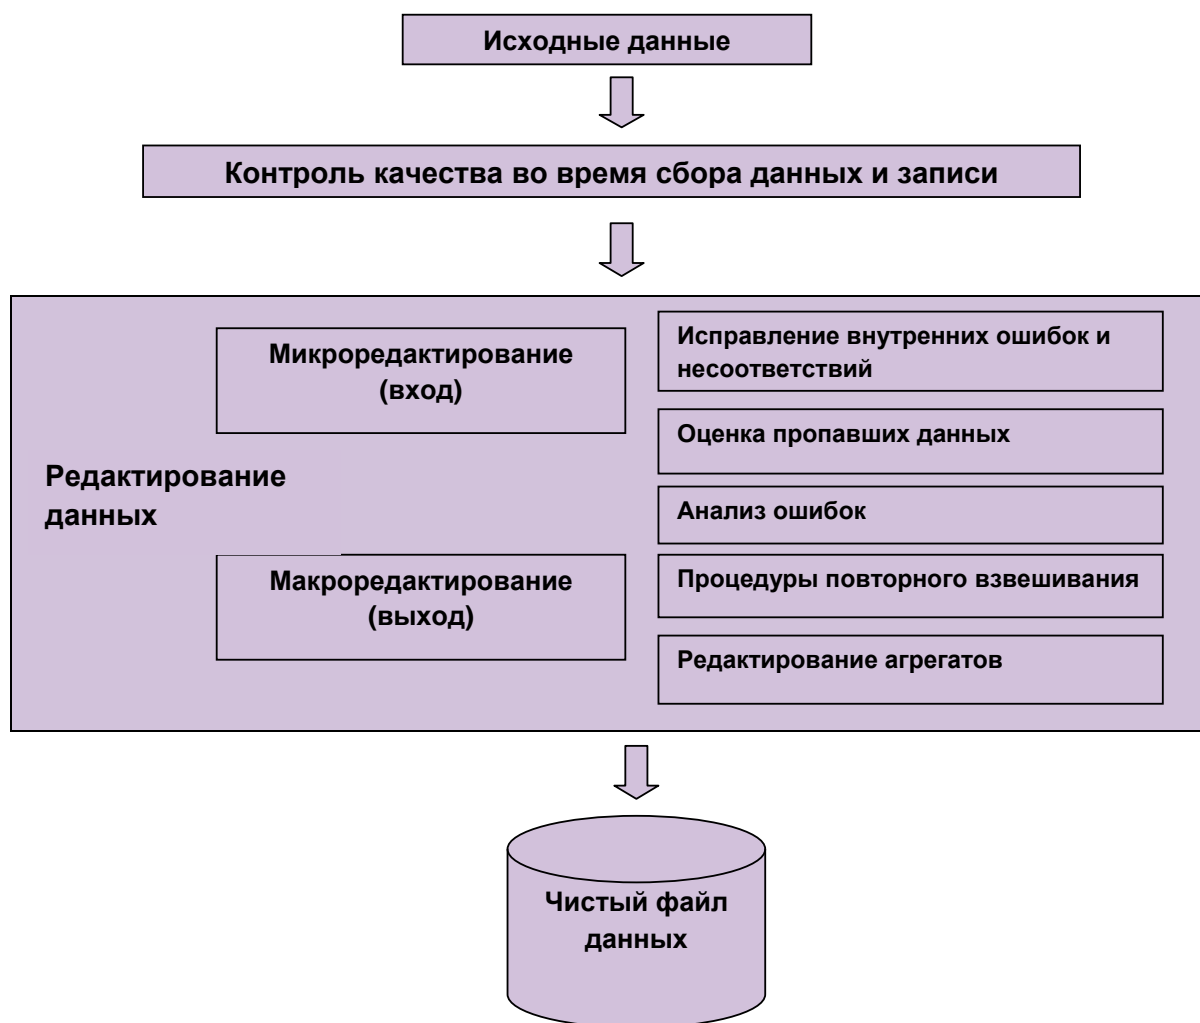 Исходные данные
Контроль качества во время сбора данных и записи
Редактирование
данных
Микроредактирование
(вход)
Макроредактирование
(выход)
Исправление внутренних ошибок и
несоответствий
Оценка пропавших данных
Анализ ошибок
Процедуры повторного взвешивания
Редактирование агрегатов
Чистый файл
данных